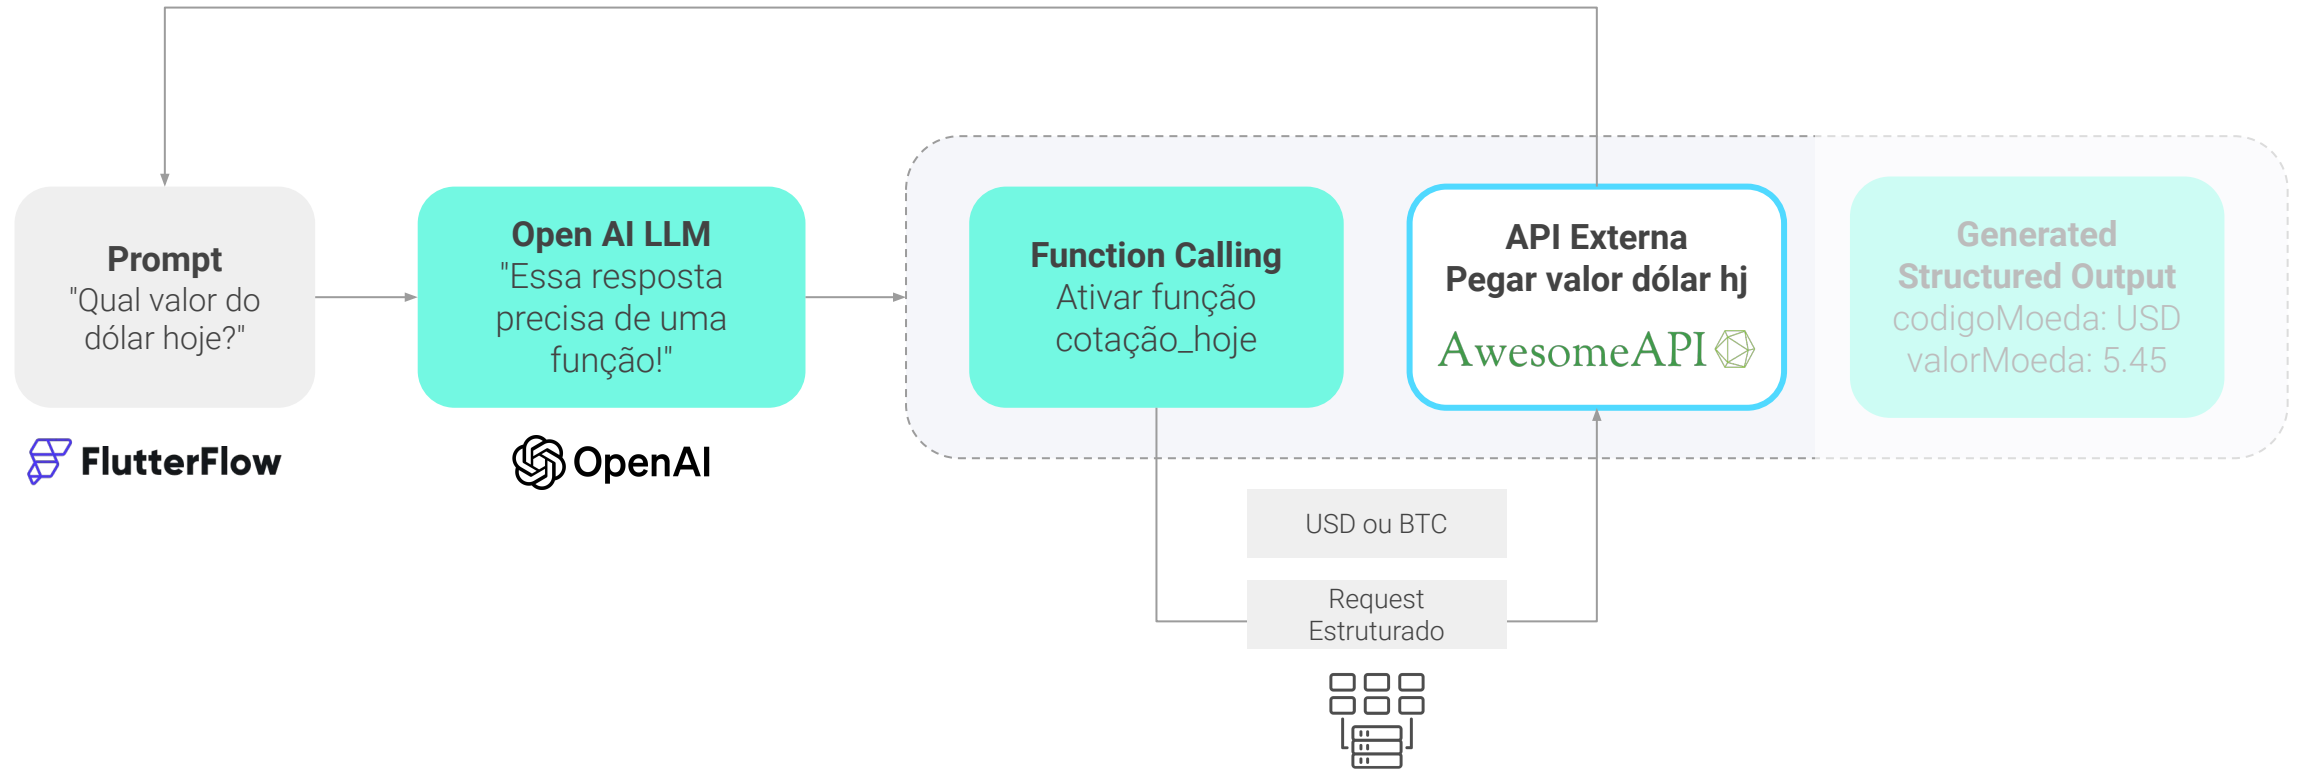 Prompt
"Qual valor do
dólar hoje?"
FlutterFlow
Open AI LLM
"Essa resposta
precisa de uma
função!"
OpenAI
Function Calling
Ativar função
cotação_hoje
API Externa
Pegar valor dólar hj
AwesomeAPI
Generated
Structured Output
codigoMoeda: USD
valorMoeda: 5.45
USD ou BTC
Request
Estruturado